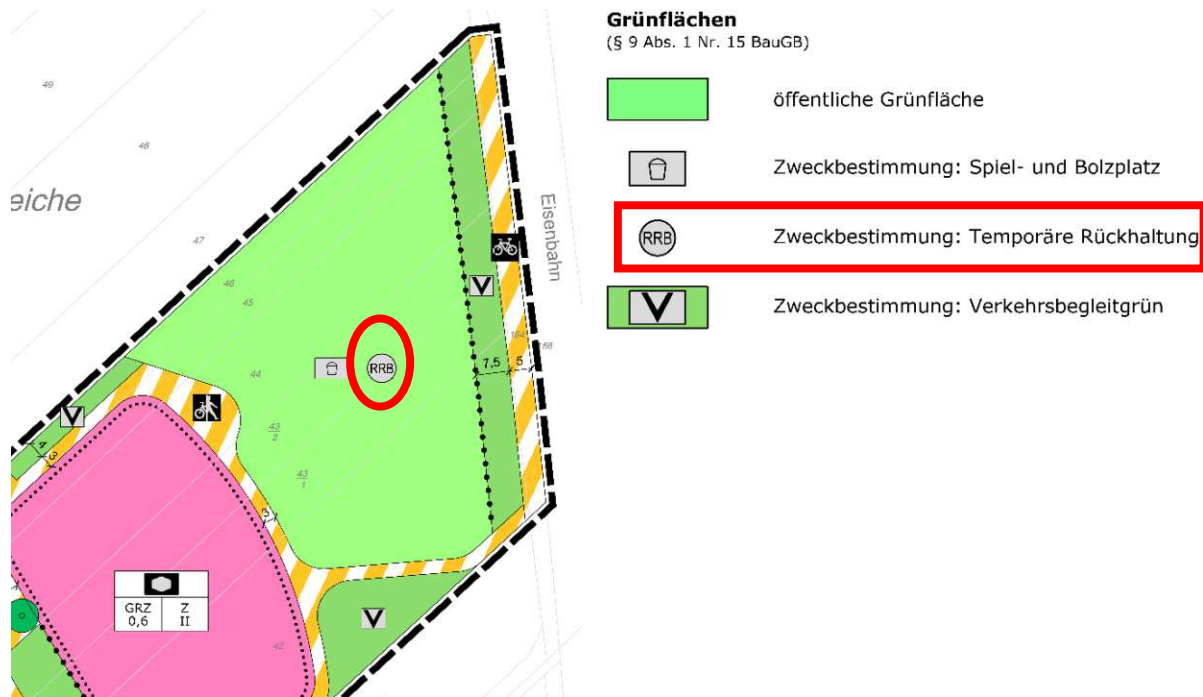 49
48
eiche
47
46
45
44
43
2
43
1
42
RRB
V
V
V
7,5
5
4
3
3
Eisenbahn
GRZ
0,6
Z
II
Grünflächen
(§ 9 Abs. 1 Nr. 15 BauGB)
öffentliche Grünfläche
Zweckbestimmung: Spiel- und Bolzplatz
RRB
Zweckbestimmung: Temporäre Rückhaltung
V
Zweckbestimmung: Verkehrsbegleitgrün